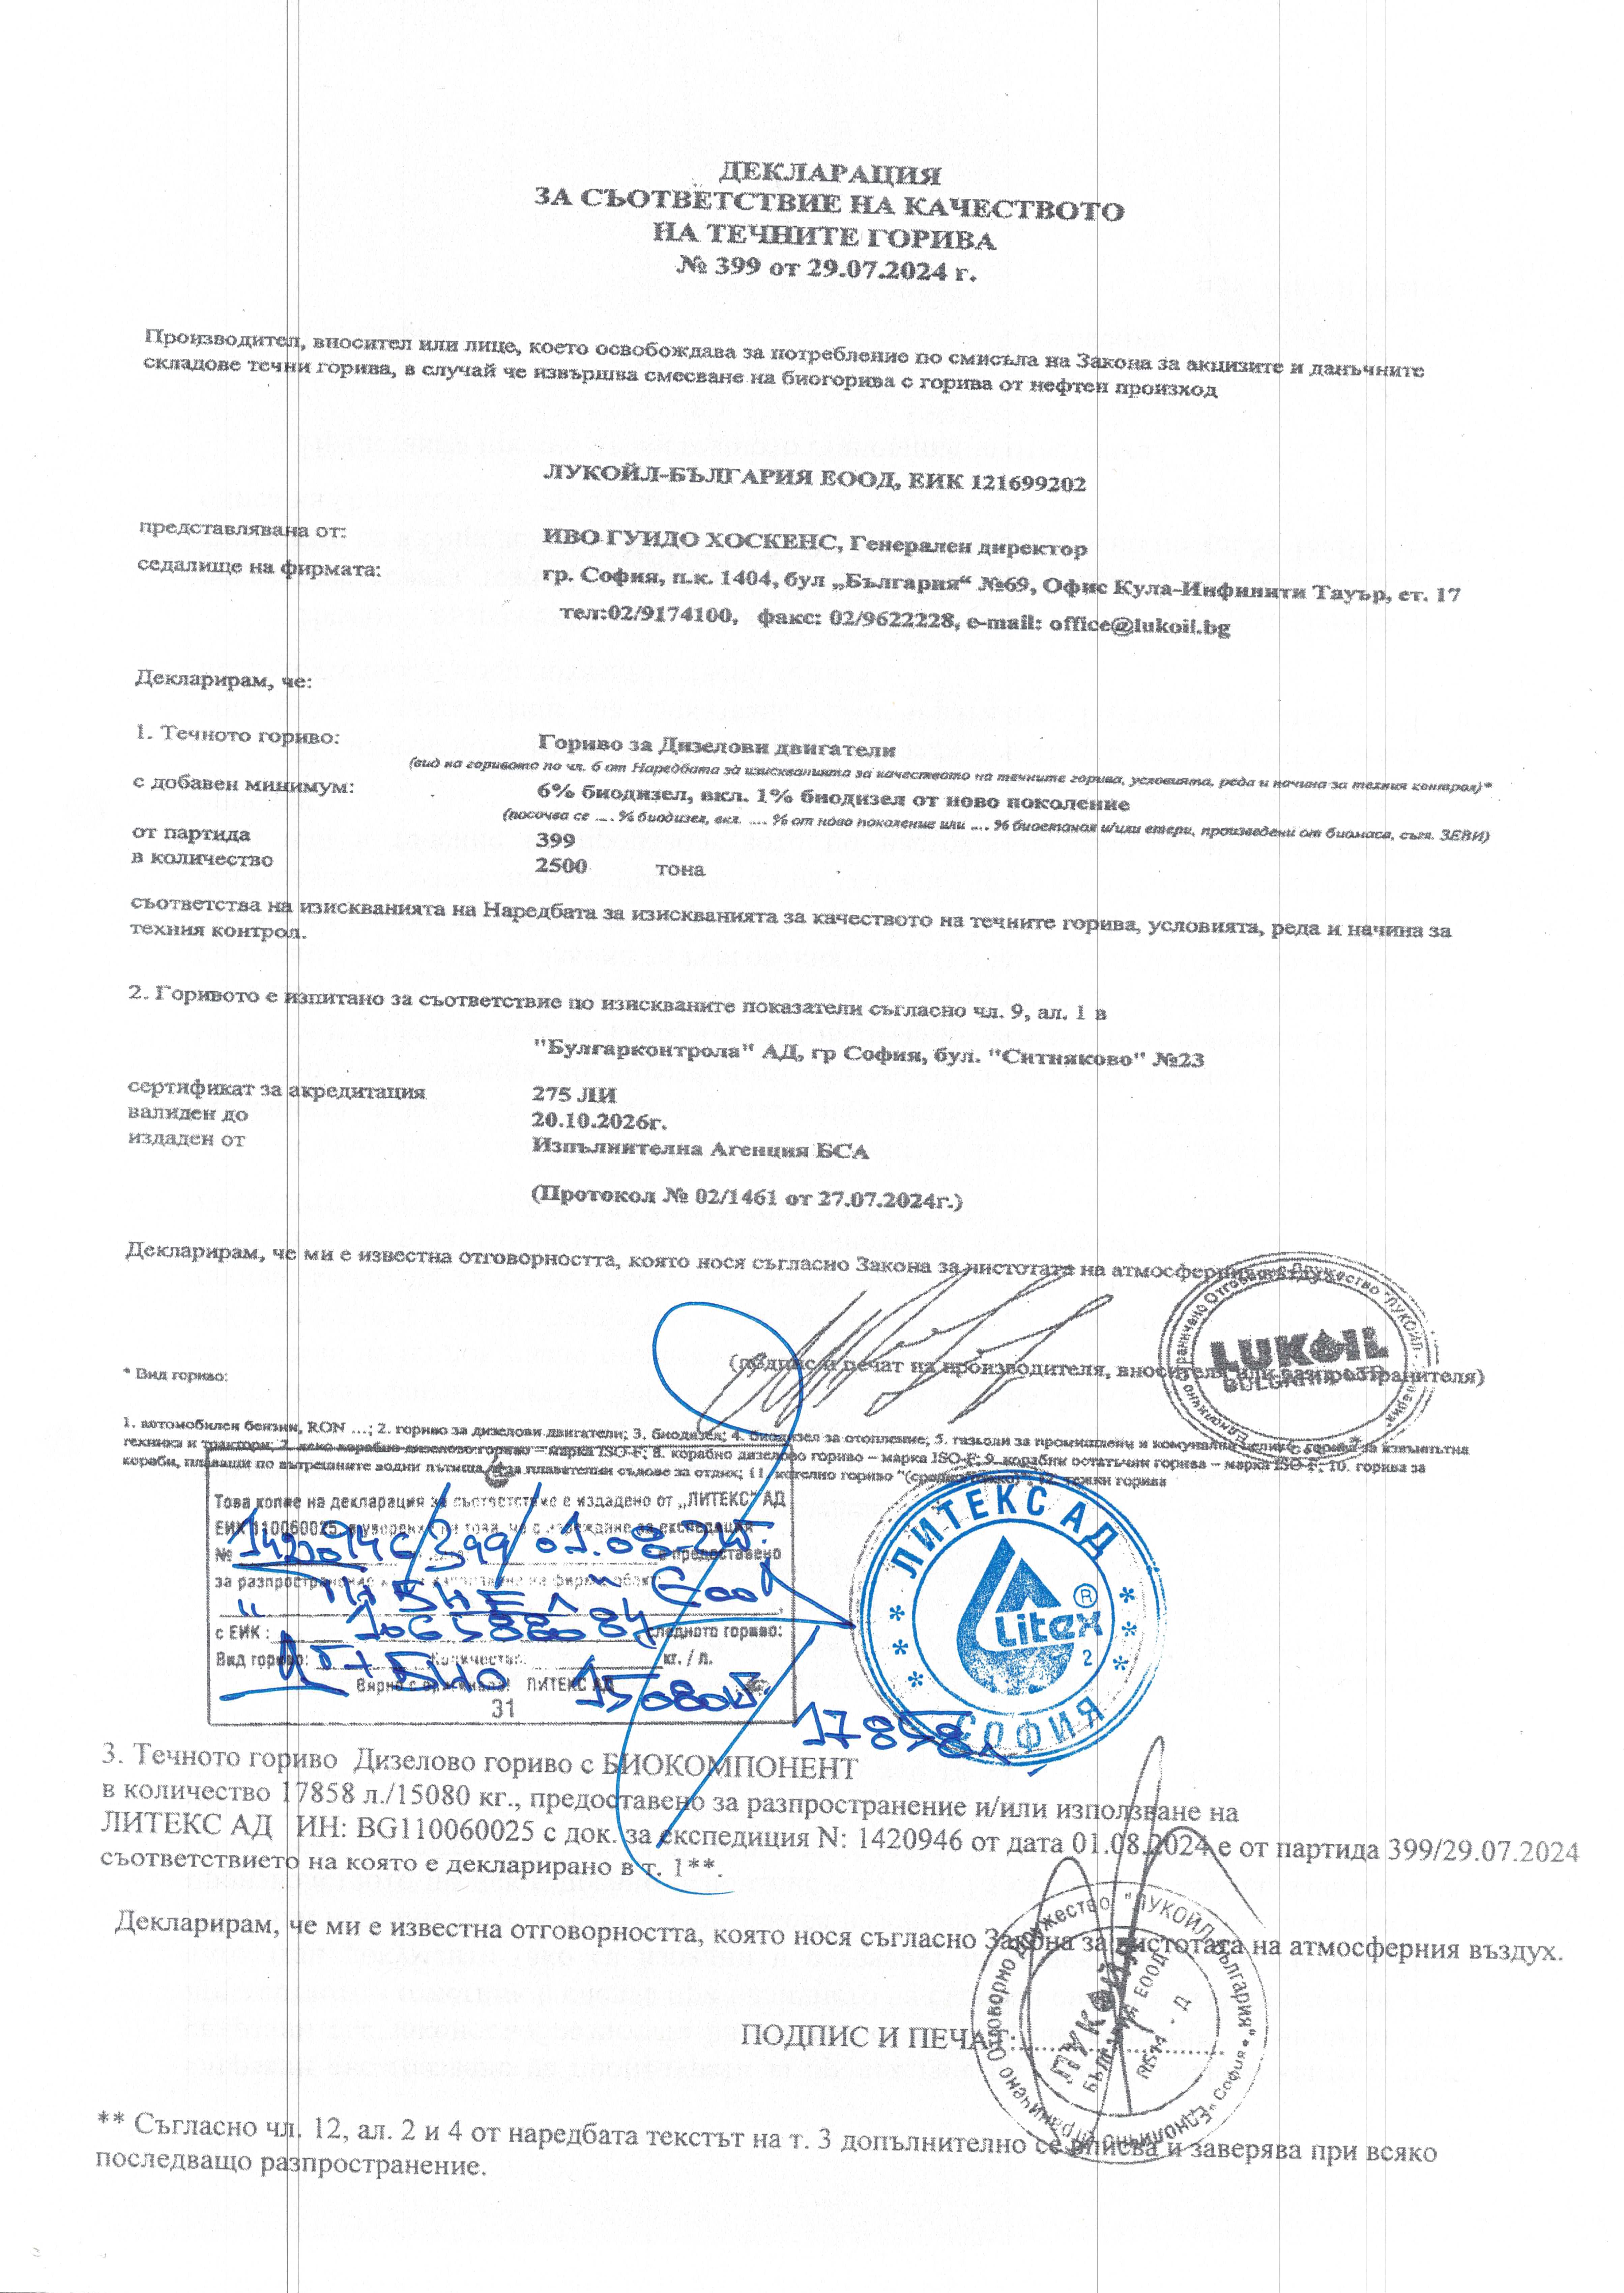 ДЕКЛАРАЦИЯ
ЗА СЪОТВЕТСТВИЕ НА КАЧЕСТВОТО
НА ТЕЧНИТЕ ГОРИВА
№ 399 от 29.07.2024 г.
Производител, вносител или лице, което освобождава за потребление по смисъла на Закона за акцизите и данъчните
складове течни горива, в случай че извършва смесване на биогорива с горива от нефтен произход
ЛУКОЙЛ-БЪЛГАРИЯ ЕООД, ЕИК 121699202
представлявана от: ИВО ГУИДО ХОСКЕНС, Генерален директор
седалище на фирмата: гр. София, п.к. 1404, бул „България“ №69, Офис Кула-Инфинити Тауър, ет. 17
тел:02/9174100, факс: 02/9622228, e-mail: office@lukoil.bg
Декларирам, че:
1. Течното гориво: Гориво за Дизелови двигатели
(вид на горивото по чл. 6 от Наредбата за изискванията за качеството на течните горива, условията, реда и начина за техния контрол)*
с добавен минимум: 6% биодизел, вкл. 1% биодизел от ново поколение
(посочва се .... % биодизел, вкл. .... % от ново поколение или .... % биоетанол и/или етери, произведени от биомаса, съгл. ЗЕВИ)
от партида 399
в количество 2500 тона
съответства на изискванията на Наредбата за изискванията за качеството на течните горива, условията, реда и начина за
техния контрол.
2. Горивото е изпитано за съответствие по изискваните показатели съгласно чл. 9, ал. 1 в
"Булгарконтрола" АД, гр София, бул. "Ситняково" №23
сертификат за акредитация 275 ЛИ
валиден до 20.10.2026г.
издаден от Изпълнителна Агенция БСА
(Протокол № 02/1461 от 27.07.2024г.)
Декларирам, че ми е известна отговорността, която нося съгласно Закона за чистотата на атмосферния
LUKOIL
BULGARIA LTD
(подпис и печат на производителя, вносителя или разпространителя)
* Вид гориво:
1. автомобилен бензин, RON ...; 2. гориво за дизелови двигатели; 3. биодизел; 4. биодизел за отопление; 5. газьоли за промишлени и комунални цели; горива за извънпътна
техника и трактори; 7. леко корабно дизелово гориво – марка ISO-F; 8. корабно дизелово гориво – марка ISO-F; 9. корабни остатъчни горива – марка ISO-F; 10. горива за
кораби, плаващи по вътрешните водни пътища и за плавателни съдове за отдих; 11. котелно гориво тежки горива
Това копие на декларация за съответствие е издадено от „ЛИТЕКС“ АД
ЕИК 110060025, в уверение на това, че с нареждане за експедиция
№ 1420946/399/01.08.24г. е предоставено
за разпространение
ЕООД
с ЕИК: 106588084 следното гориво:
Вид гориво: Количество: кг. / л.
ДГ+БИО 15080кг.
Вярно с оригинала! ЛИТЕКС АД
31
17858л
ЛИТЕКС АД
Litex ®
2
СОФИЯ
3. Течното гориво Дизелово гориво с БИОКОМПОНЕНТ
в количество 17858 л./15080 кг., предоставено за разпространение и/или използване на
ЛИТЕКС АД ИН: BG110060025 с док. за експедиция N: 1420946 от дата 01.08.2024 е от партида 399/29.07.2024
съответствието на която е декларирано в т. 1**.
Декларирам, че ми е известна отговорността, която нося съгласно Закона за чистотата на атмосферния въздух.
ПОДПИС И ПЕЧАТ:
ЛУКОЙЛ
БЪЛГАРИЯ ЕООД
** Съгласно чл. 12, ал. 2 и 4 от наредбата текстът на т. 3 допълнително се вписва и заверява при всяко
последващо разпространение.